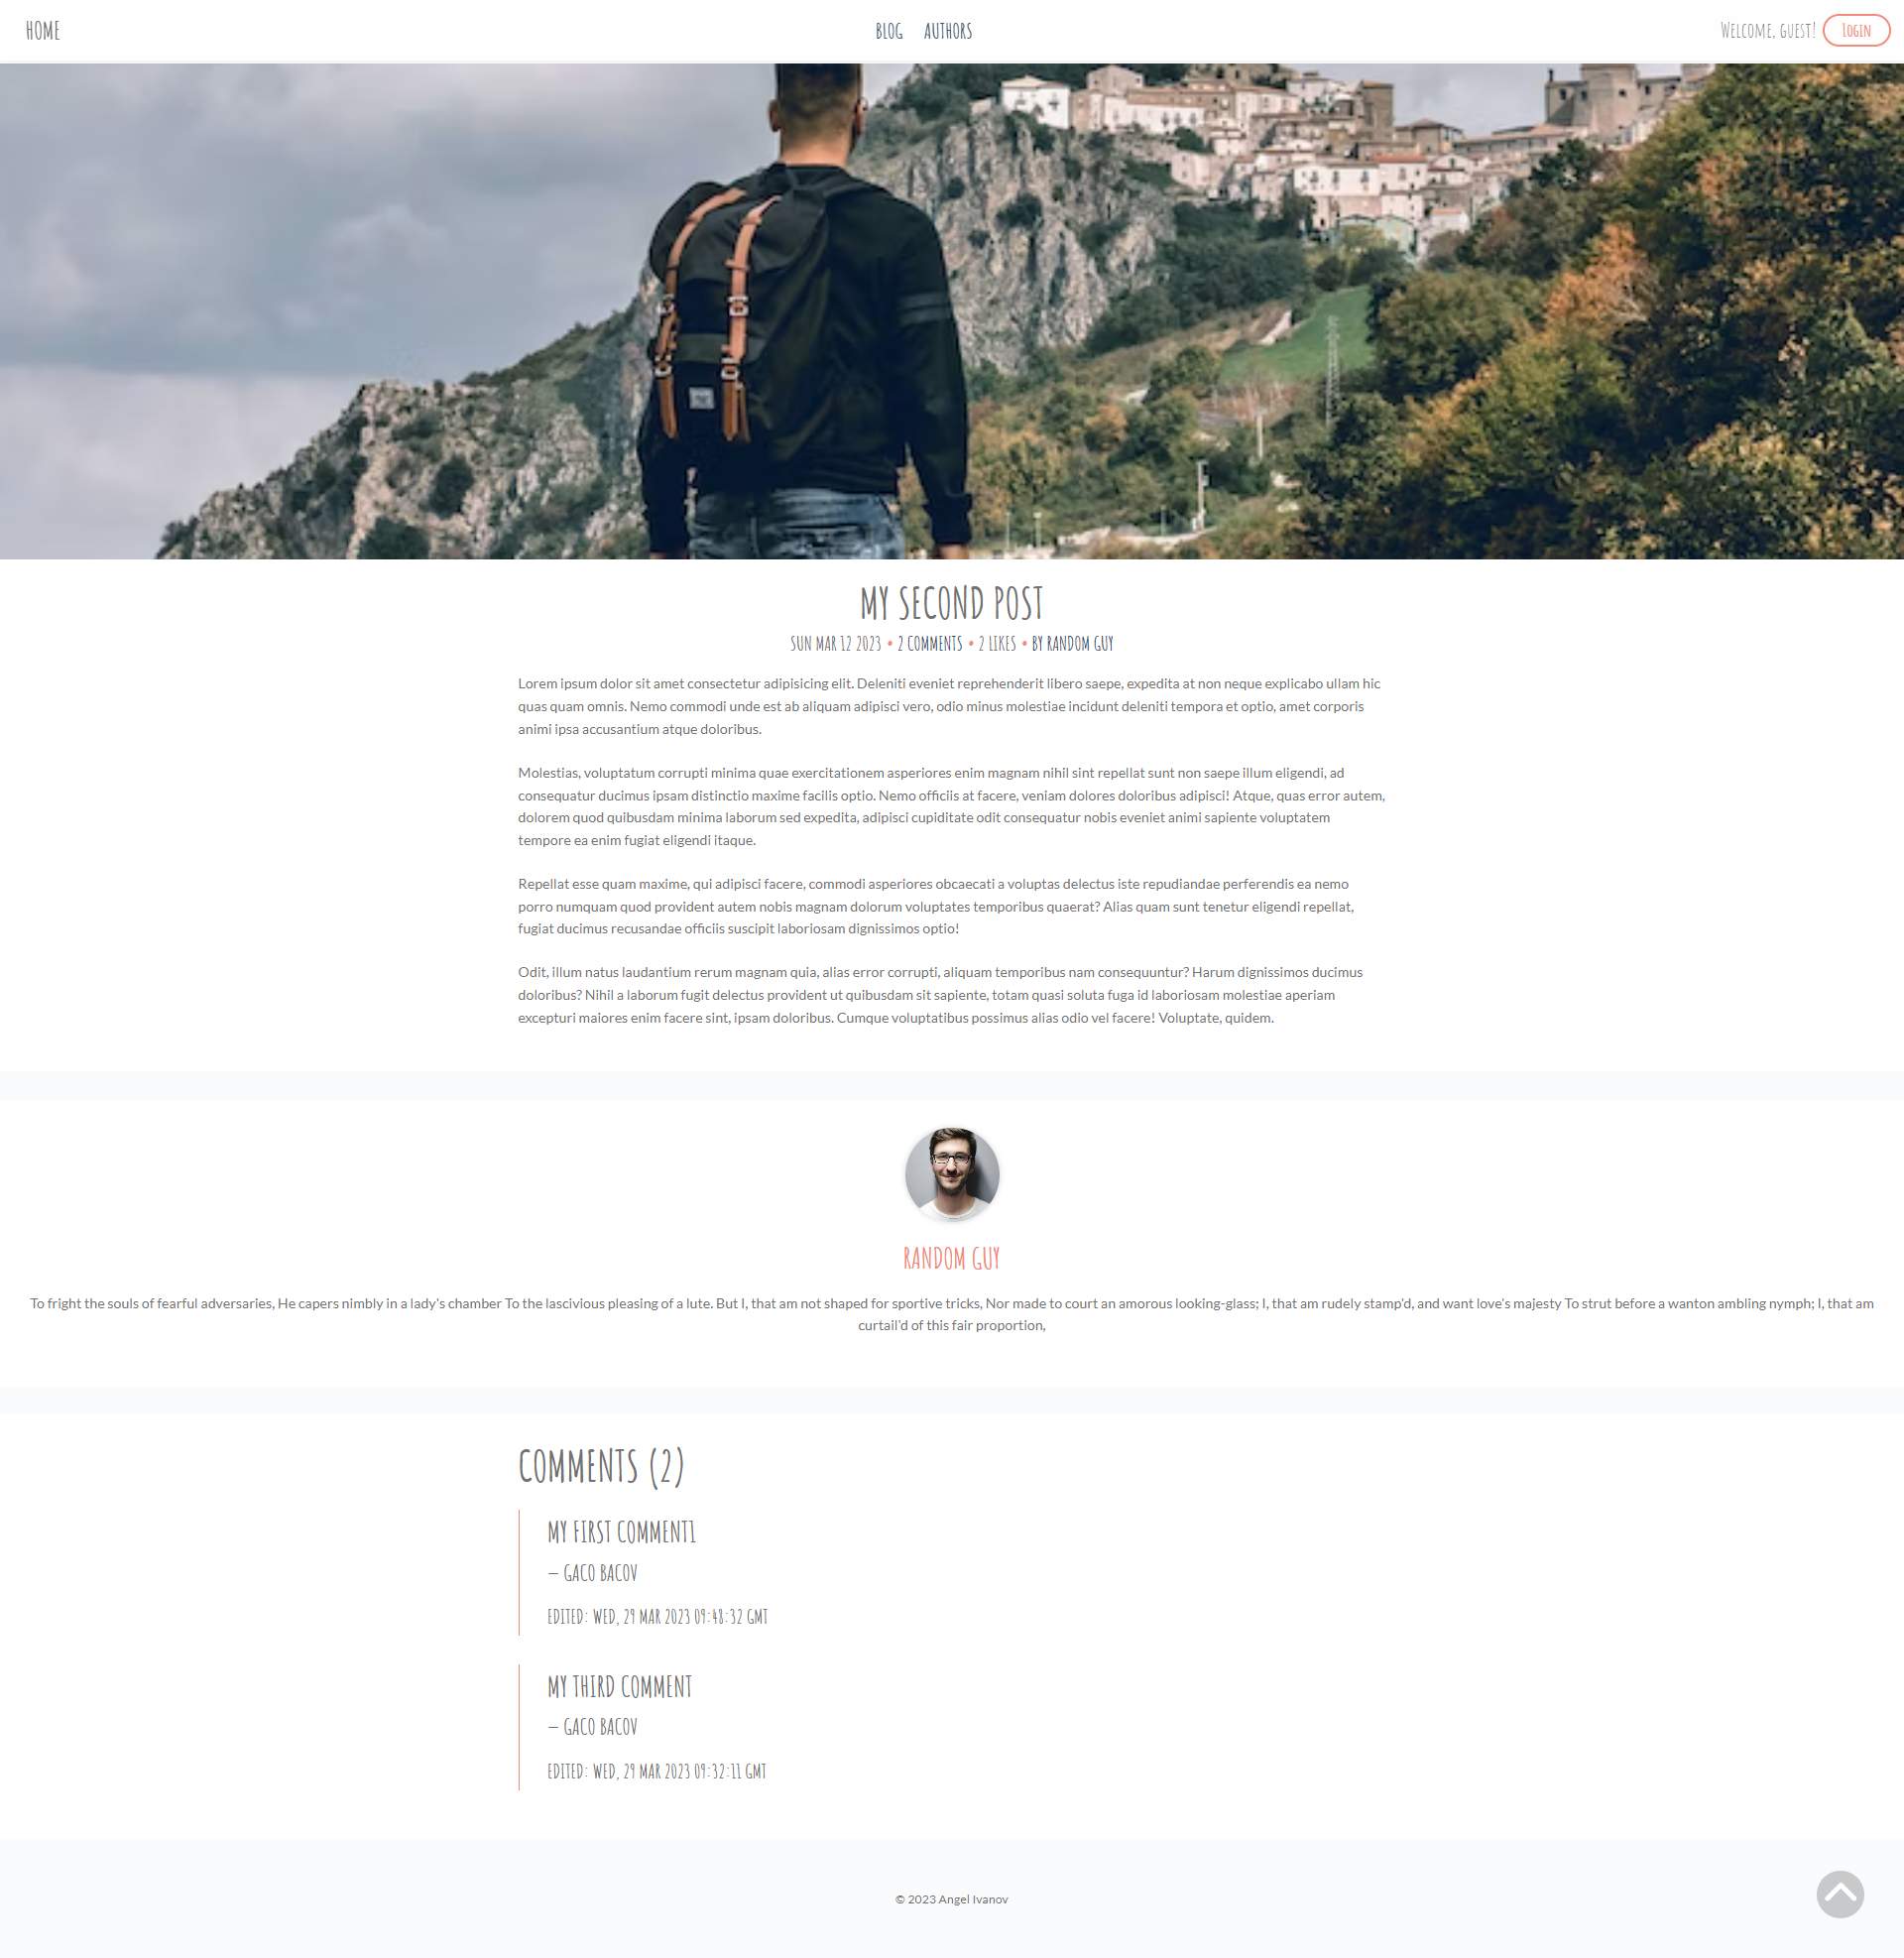 HOME
BLOG AUTHORS
Welcome, guest! Login
MY SECOND POST
SUN MAR 12 2023 • 2 COMMENTS • 2 LIKES • BY RANDOM GUY
Lorem ipsum dolor sit amet consectetur adipisicing elit. Deleniti eveniet reprehenderit libero saepe, expedita at non neque explicabo ullam hic
quas quam omnis. Nemo commodi unde est ab aliquam adipisci vero, odio minus molestiae incidunt deleniti tempora et optio, amet corporis
animi ipsa accusantium atque doloribus.
Molestias, voluptatum corrupti minima quae exercitationem asperiores enim magnam nihil sint repellat sunt non saepe illum eligendi, ad
consequatur ducimus ipsam distinctio maxime facilis optio. Nemo officiis at facere, veniam dolores doloribus adipisci! Atque, quas error autem,
dolorem quod quibusdam minima laborum sed expedita, adipisci cupiditate odit consequatur nobis eveniet animi sapiente voluptatem
tempore ea enim fugiat eligendi itaque.
Repellat esse quam maxime, qui adipisci facere, commodi asperiores obcaecati a voluptas delectus iste repudiandae perferendis ea nemo
porro numquam quod provident autem nobis magnam dolorum voluptates temporibus quaerat? Alias quam sunt tenetur eligendi repellat,
fugiat ducimus recusandae officiis suscipit laboriosam dignissimos optio!
Odit, illum natus laudantium rerum magnam quia, alias error corrupti, aliquam temporibus nam consequuntur? Harum dignissimos ducimus
doloribus? Nihil a laborum fugit delectus provident ut quibusdam sit sapiente, totam quasi soluta fuga id laboriosam molestiae aperiam
excepturi maiores enim facere sint, ipsam doloribus. Cumque voluptatibus possimus alias odio vel facere! Voluptate, quidem.
RANDOM GUY
To fright the souls of fearful adversaries, He capers nimbly in a lady's chamber To the lascivious pleasing of a lute. But I, that am not shaped for sportive tricks, Nor made to court an amorous looking-glass; I, that am rudely stamp'd, and want love's majesty To strut before a wanton ambling nymph; I, that am
curtail'd of this fair proportion,
COMMENTS (2)
MY FIRST COMMENT1
– GACO BACOV
EDITED: WED, 29 MAR 2023 09:48:32 GMT
MY THIRD COMMENT
– GACO BACOV
EDITED: WED, 29 MAR 2023 09:32:11 GMT
© 2023 Angel Ivanov